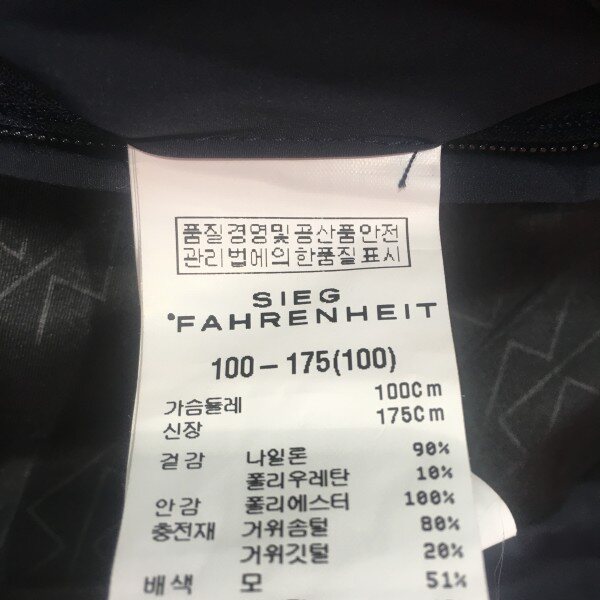 품질경영및공산품안전
관리법에의한품질표시
SIEG
FAHRENHEIT
100-175(100)
가슴둘레 100Cm
신장 175Cm
겉감 나일론 90%
폴리우레탄 10%
안감 폴리에스터 100%
충전재 거위솜털 80%
거위깃털 20%
배색 모 51%